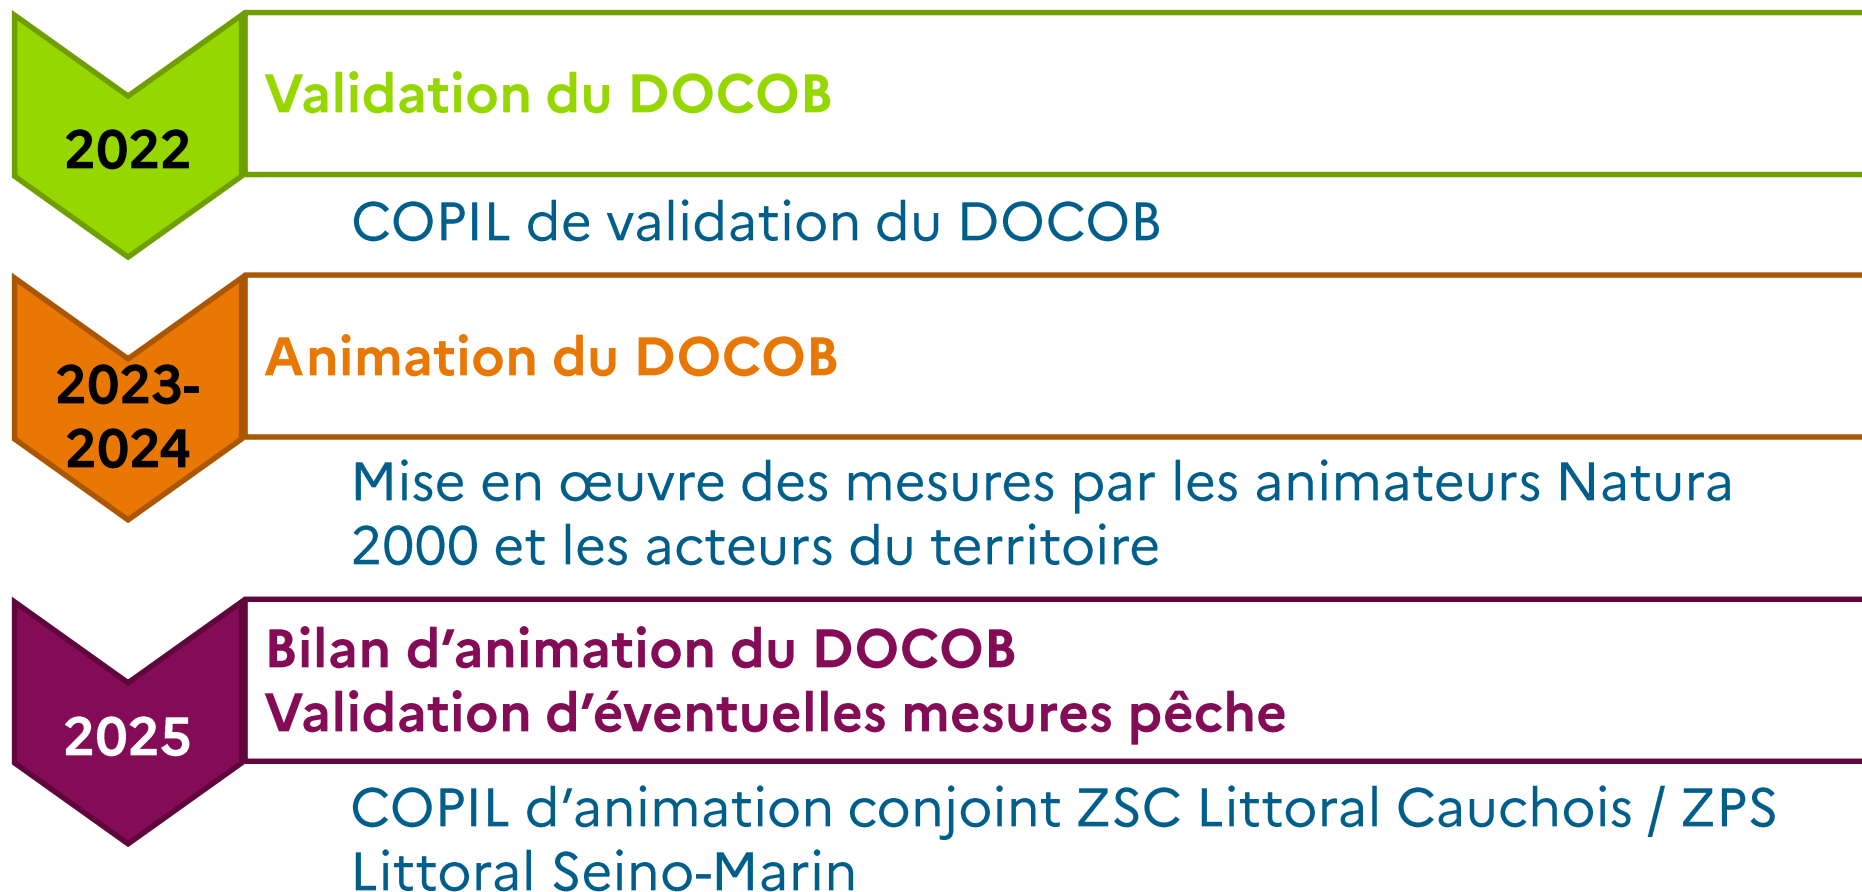 2022
Validation du DOCOB
COPIL de validation du DOCOB
2023-
2024
Animation du DOCOB
Mise en œuvre des mesures par les animateurs Natura
2000 et les acteurs du territoire
2025
Bilan d’animation du DOCOB
Validation d’éventuelles mesures pêche
COPIL d’animation conjoint ZSC Littoral Cauchois / ZPS
Littoral Seino-Marin